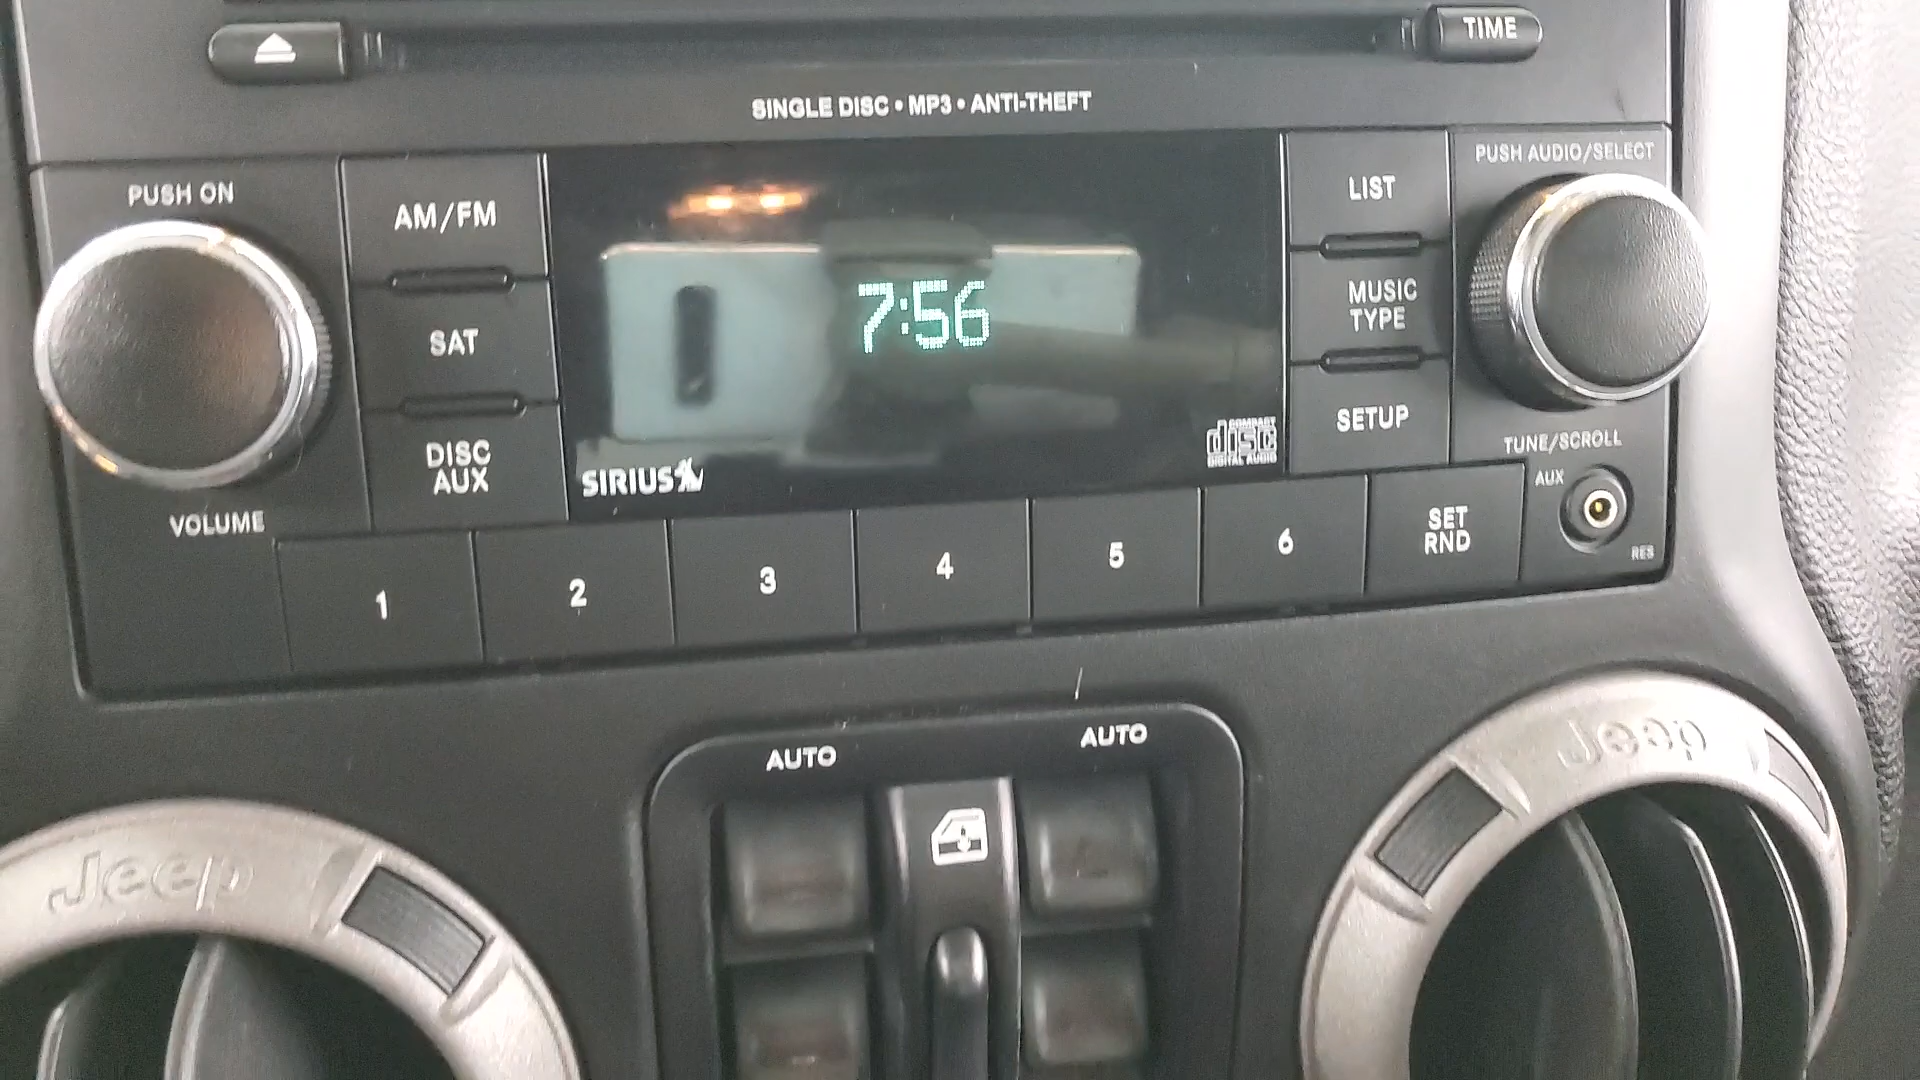 TIME
SINGLE DISC • MP3 • ANTI-THEFT
PUSH ON
AM/FM
SAT
DISC
AUX
VOLUME
7:56
SIRIUS
COMPACT
disc
DIGITAL AUDIO
LIST
MUSIC
TYPE
SETUP
PUSH AUDIO/SELECT
TUNE/SCROLL
AUX
RES
1
2
3
4
5
6
SET
RND
AUTO
AUTO
Jeep
Jeep